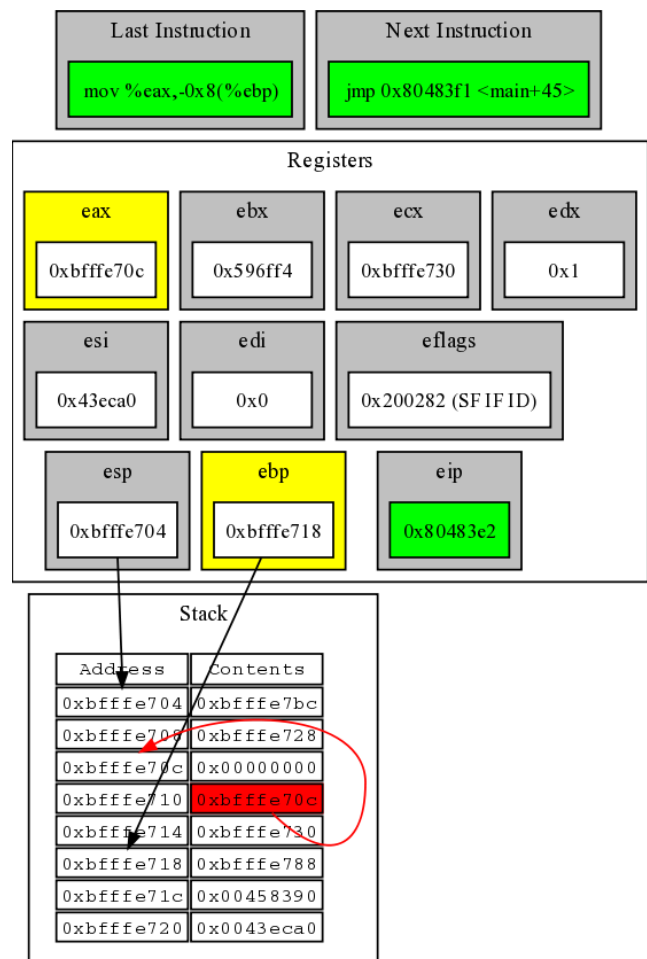 Last Instruction
mov %eax,-0x8(%ebp)
Next Instruction
jmp 0x80483f1 <main+45>
Registers
eax
0xbfffe70c
ebx
0x596ff4
ecx
0xbfffe730
edx
0x1
esi
0x43eca0
edi
0x0
eflags
0x200282 (SF IF ID)
esp
0xbfffe704
ebp
0xbfffe718
eip
0x80483e2
Stack
Address Contents
0xbfffe704 0xbfffe7bc
0xbfffe708 0xbfffe728
0xbfffe70c 0x00000000
0xbfffe710 0xbfffe70c
0xbfffe714 0xbfffe730
0xbfffe718 0xbfffe788
0xbfffe71c 0x00458390
0xbfffe720 0x0043eca0